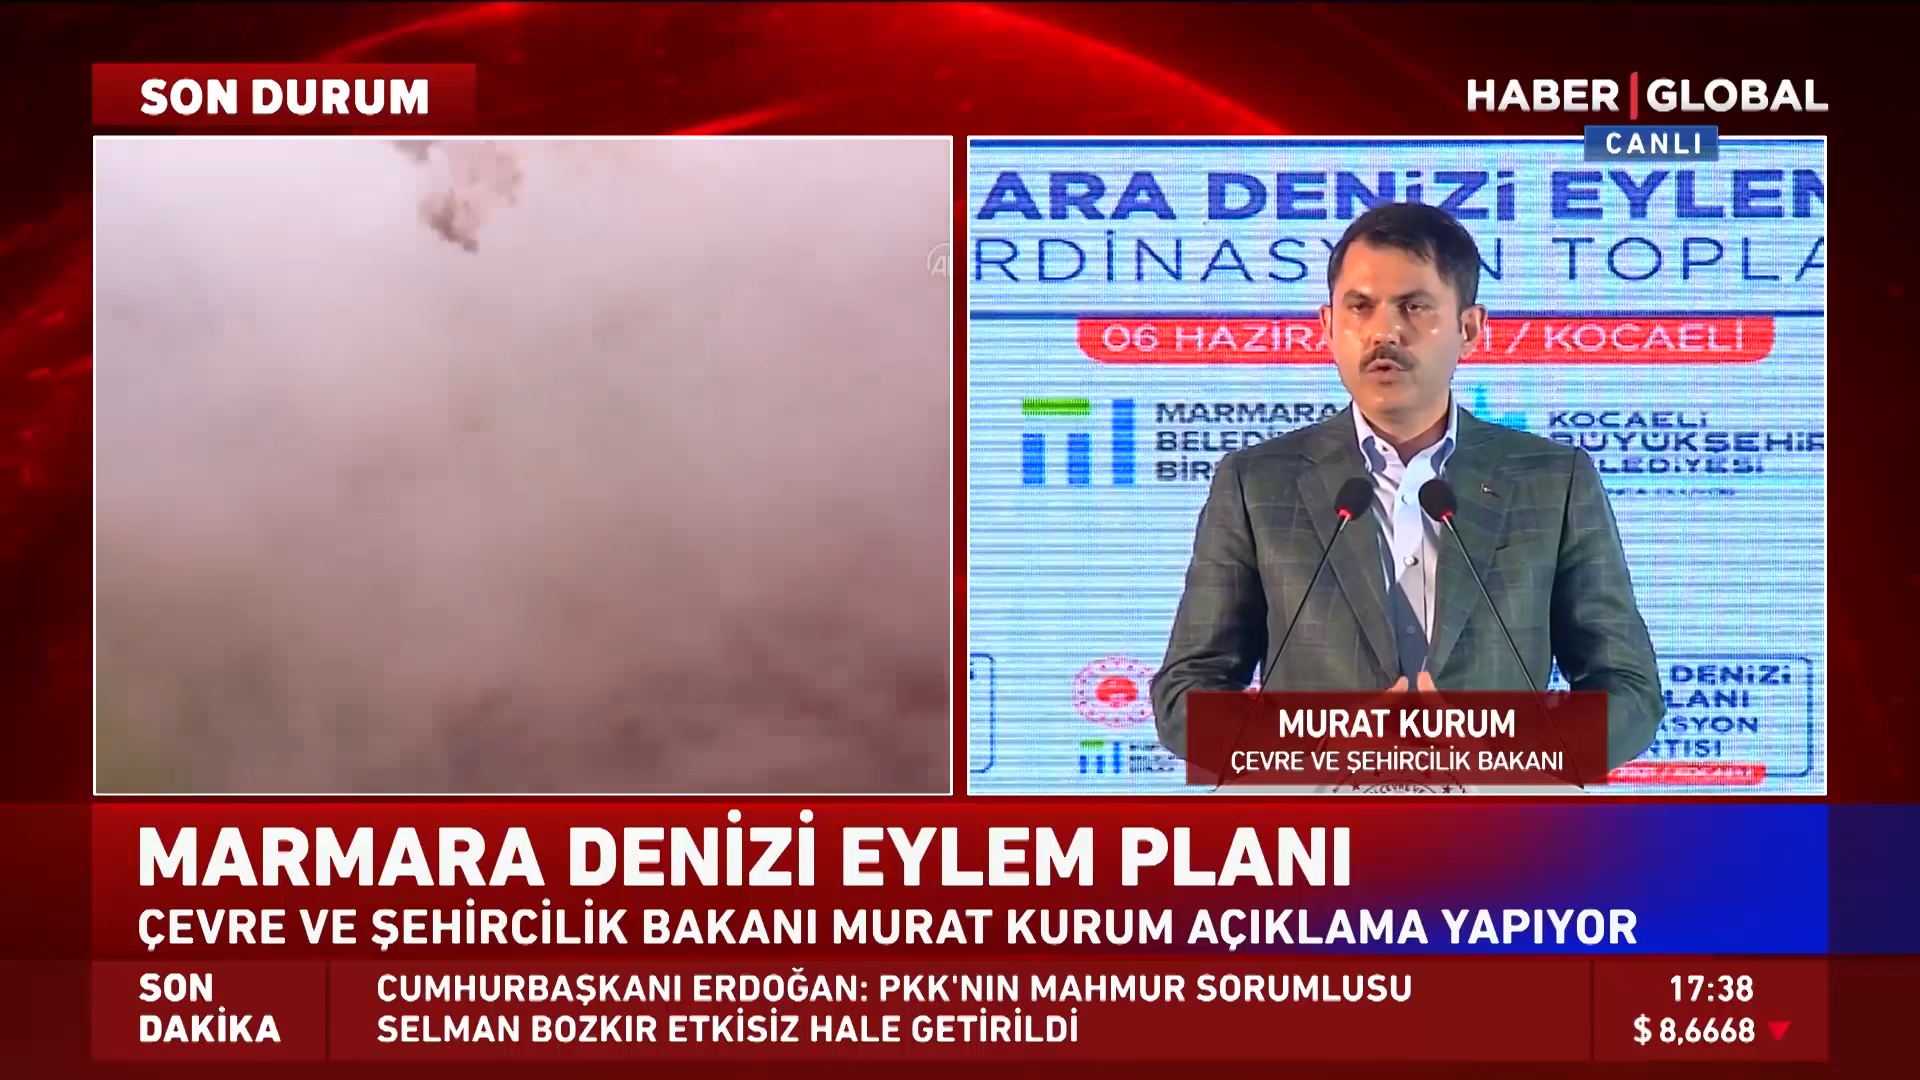 SON DURUM
HABER GLOBAL
CANLI
ARA DENİZİ EYLEM
RDİNASY N TOPLA
06 HAZİRA / KOCAELİ
MARMARA
KOCAELİ
BÜYÜKŞEHİR
DENİZİ
MURAT KURUM
ÇEVRE VE ŞEHİRCİLİK BAKANI
MARMARA DENİZİ EYLEM PLANI
ÇEVRE VE ŞEHİRCİLİK BAKANI MURAT KURUM AÇIKLAMA YAPIYOR
SON DAKİKA
CUMHURBAŞKANI ERDOĞAN: PKK'NIN MAHMUR SORUMLUSU
SELMAN BOZKIR ETKİSİZ HALE GETİRİLDİ
17:38
$ 8,6668